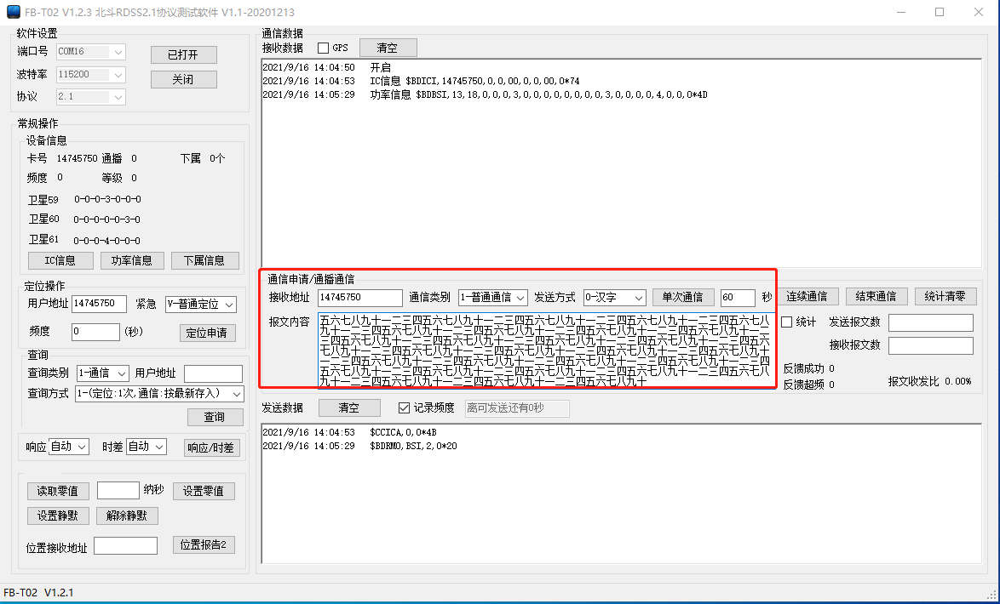 FB-T02 V1.2.3 北斗RDSS2.1协议测试软件 V1.1-20201213
软件设置
端口号 COM16 已打开
波特率 115200 关闭
协议 2.1
常规操作
设备信息
卡号 14745750 通播 0 下属 0个
频度 0 等级 0
卫星59 0-0-0-3-0-0-0
卫星60 0-0-0-0-0-3-0
卫星61 0-0-0-4-0-0-0
IC信息 功率信息 下属信息
定位操作
用户地址 14745750 紧急 V-普通定位
频度 0 (秒) 定位申请
查询
查询类别 1-通信 用户地址
查询方式 1-(定位:1次,通信:按最新存入)
查询
响应 自动 时差 自动 响应/时差
读取零值 纳秒 设置零值
设置静默 解除静默
位置接收地址 位置报告2
通信数据
接收数据 GPS 清空
2021/9/16 14:04:50 开启
2021/9/16 14:04:53 IC信息 $BDICI,14745750,0,0,00,0,0,00,0*74
2021/9/16 14:05:29 功率信息 $BDBSI,13,18,0,0,0,3,0,0,0,0,0,0,0,0,3,0,0,0,0,4,0,0,0*4D
通信申请/通播通信
接收地址 14745750 通信类别 1-普通通信 发送方式 0-汉字 单次通信 60 秒 连续通信 结束通信 统计清零
报文内容
五六七八九十一二三四五六七八九十一二三四五六七八九十一二三四五六七八九十一二三四五六七八
九十一二三四五六七八九十一二三四五六七八九十一二三四五六七八九十一二三四五六七八九十一二
三四五六七八九十一二三四五六七八九十一二三四五六七八九十一二三四五六七八九十一二三四五六
七八九十一二三四五六七八九十一二三四五六七八九十一二三四五六七八九十一二三四五六七八九十
一二三四五六七八九十一二三四五六七八九十一二三四五六七八九十一二三四五六七八九十一二三四
五六七八九十一二三四五六七八九十一二三四五六七八九十一二三四五六七八九十一二三四五六七八
九十一二三四五六七八九十一二三四五六七八九十一二三四五六七八九十
统计 发送报文数
接收报文数
反馈成功 0
反馈超频 0 报文收发比 0.00%
发送数据 清空 记录频度 离可发送还有0秒
2021/9/16 14:04:53 $CCICA,0,0*4B
2021/9/16 14:05:29 $BDRMO,BSI,2,0*20
FB-T02 V1.2.1